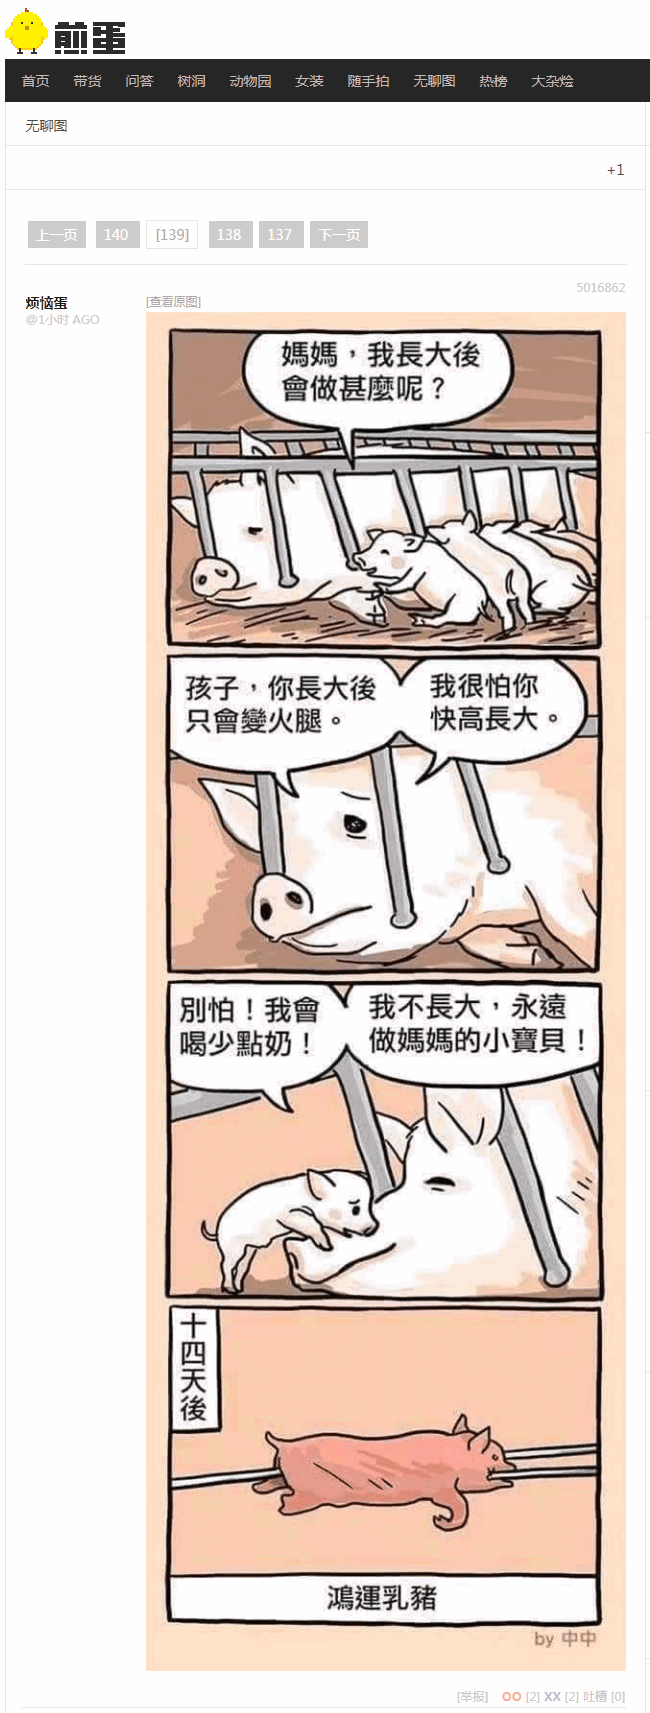 煎蛋
首页 带货 问答 树洞 动物园 女装 随手拍 无聊图 热榜 大杂烩
无聊图
+1
上一页 140 [139] 138 137 下一页
5016862
烦恼蛋
@1小时 AGO
[查看原图]
媽媽，我長大後
會做甚麼呢？
孩子，你長大後
只會變火腿。
我很怕你
快高長大。
別怕！我會
喝少點奶！
我不長大，永遠
做媽媽的小寶貝！
十四天後
鴻運乳豬
by 中中
[举报] OO [2] XX [2] 吐槽 [0]